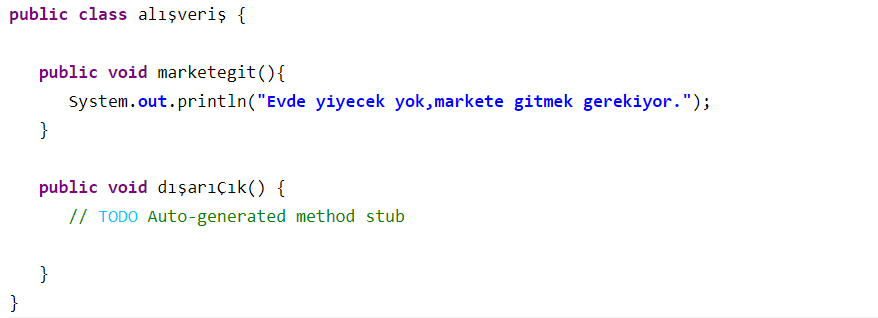 public class alışveriş {
public void marketegit(){
System.out.println("Evde yiyecek yok,markete gitmek gerekiyor.");
}
public void dışarıÇık() {
// TODO Auto-generated method stub
}
}